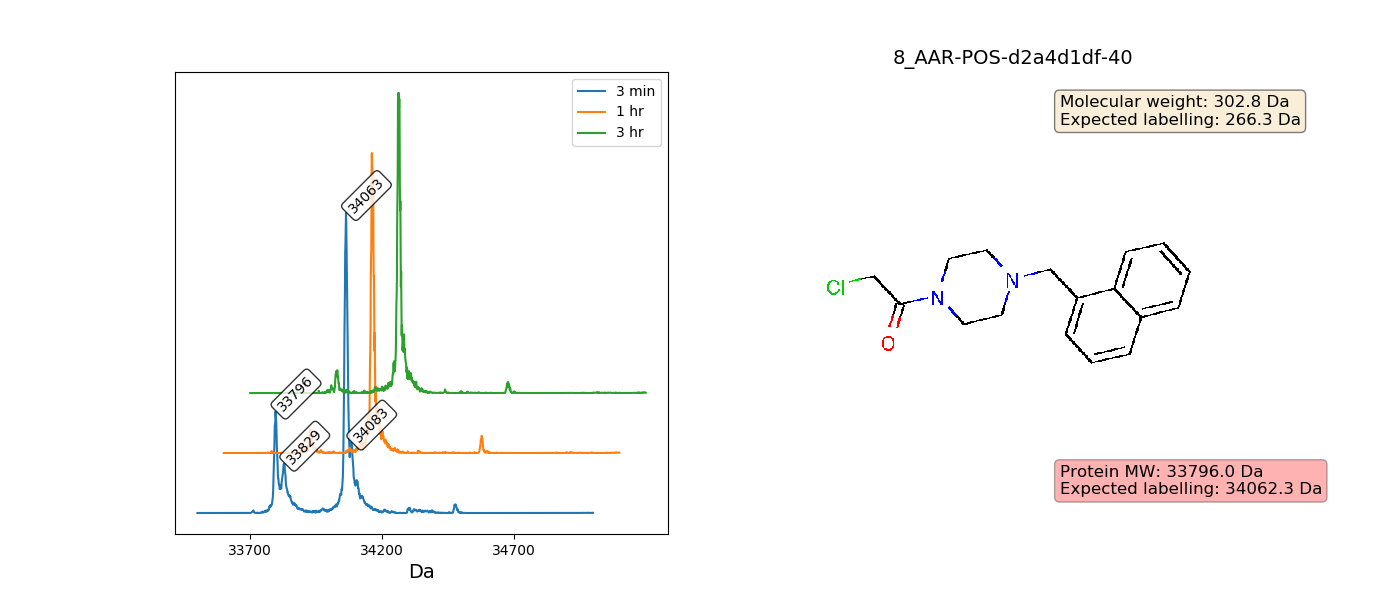 8_AAR-POS-d2a4d1df-40
3 min
1 hr
3 hr
Molecular weight: 302.8 Da
Expected labelling: 266.3 Da
34063
33796
34083
33829
Cl
N
N
O
Protein MW: 33796.0 Da
Expected labelling: 34062.3 Da
33700
34200
34700
Da